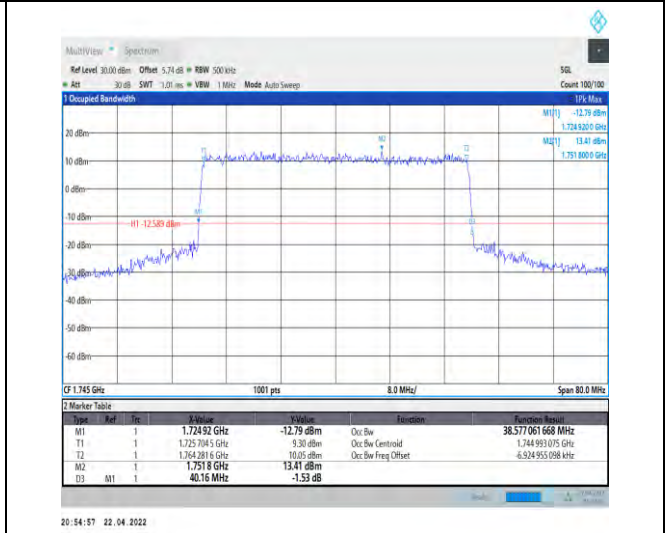 MultiView Spectrum
Ref Level 30.00 dBm Offset 5.74 dB RBW 500 kHz SGL
Att 30 dB SWT 1.01 ms VBW 1 MHz Mode Auto Sweep Count 100/100
1 Occupied Bandwidth 1Pk Max
M1[1] -12.79 dBm
1.724 920 0 GHz
M2[1] 13.41 dBm
1.751 800 0 GHz
20 dBm
M2
T1
T2
10 dBm
0 dBm
M1
-10 dBm
H1 -12.589 dBm
D3
-20 dBm
-30 dBm
-40 dBm
-50 dBm
-60 dBm
CF 1.745 GHz 1001 pts 8.0 MHz/ Span 80.0 MHz
2 Marker Table
Type Ref Trc X-Value Y-Value Function Function Result
M1 1 1.724 92 GHz -12.79 dBm Occ Bw 38.577 061 668 MHz
T1 1 1.725 704 5 GHz 9.30 dBm Occ Bw Centroid 1.744 993 075 GHz
T2 1 1.764 281 6 GHz 10.05 dBm Occ Bw Freq Offset -6.924 955 098 kHz
M2 1 1.751 8 GHz 13.41 dBm
D3 M1 1 40.16 MHz -1.53 dB
20:54:57 22.04.2022